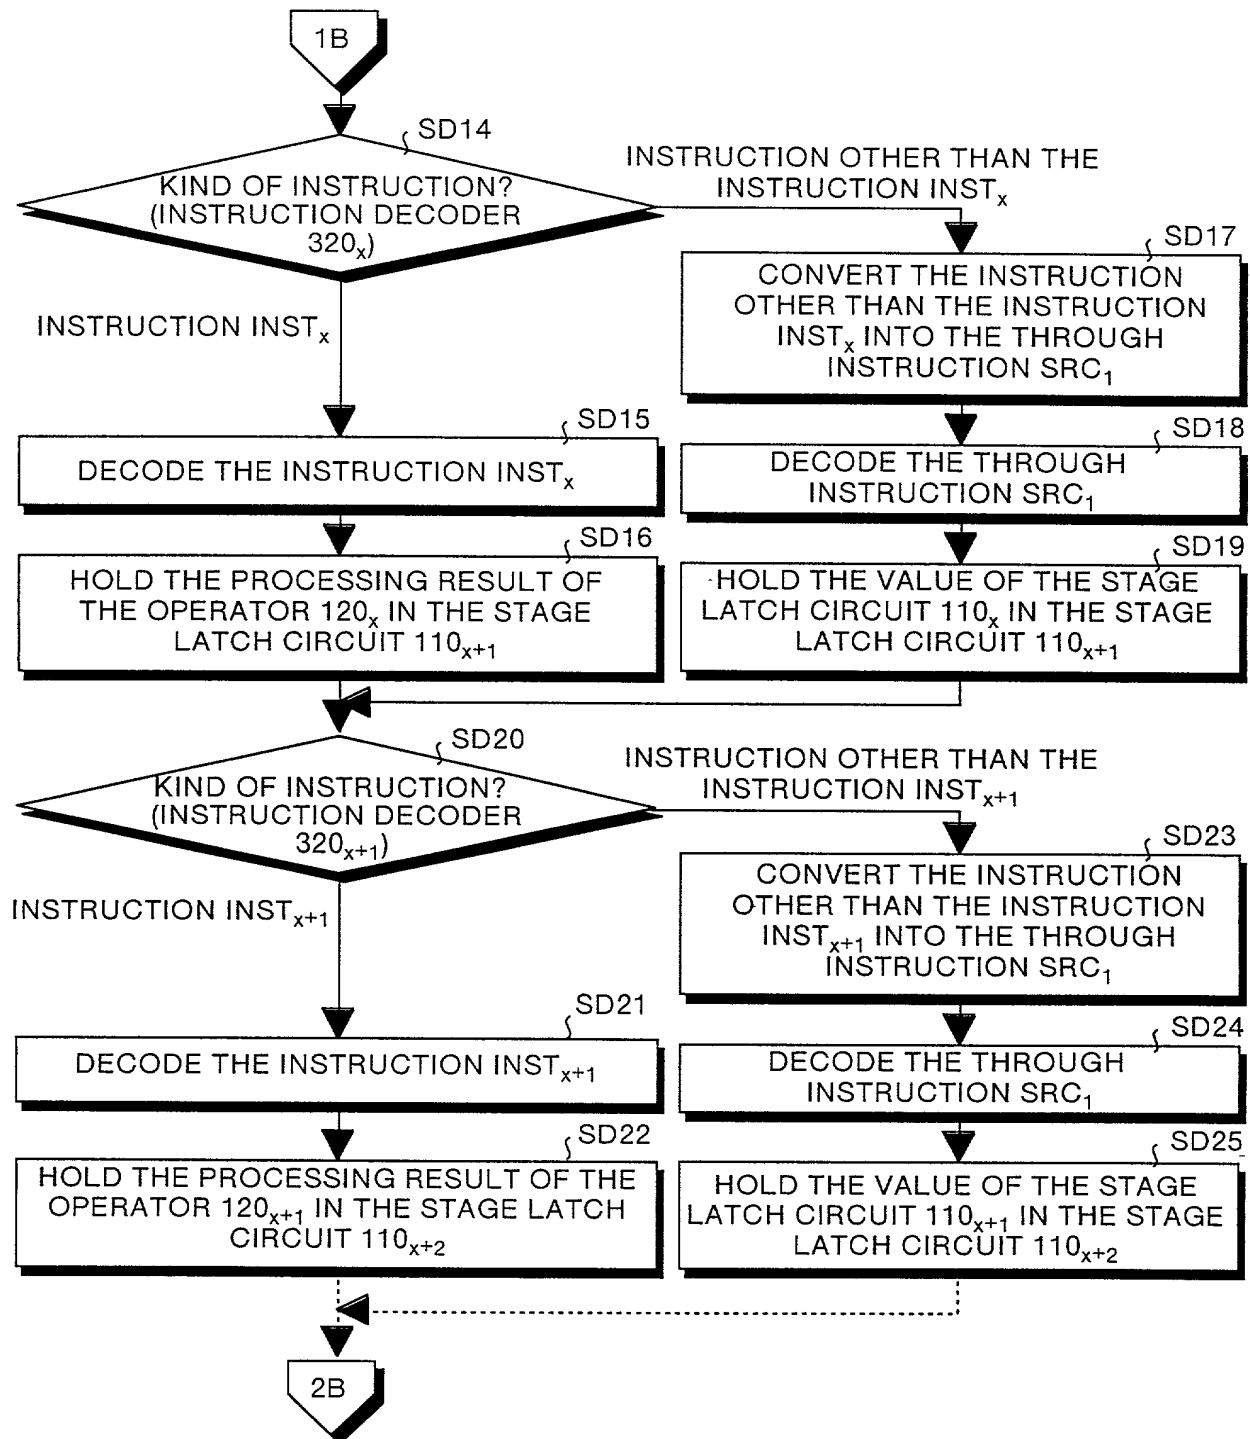 1B
SD14
KIND OF INSTRUCTION?
(INSTRUCTION DECODER
320x)
INSTRUCTION OTHER THAN THE
INSTRUCTION INSTx
INSTRUCTION INSTx
SD17
CONVERT THE INSTRUCTION
OTHER THAN THE INSTRUCTION
INSTx INTO THE THROUGH
INSTRUCTION SRC1
SD15
DECODE THE INSTRUCTION INSTx
SD18
DECODE THE THROUGH
INSTRUCTION SRC1
SD16
HOLD THE PROCESSING RESULT OF
THE OPERATOR 120x IN THE STAGE
LATCH CIRCUIT 110x+1
SD19
HOLD THE VALUE OF THE STAGE
LATCH CIRCUIT 110x IN THE STAGE
LATCH CIRCUIT 110x+1
SD20
KIND OF INSTRUCTION?
(INSTRUCTION DECODER
320x+1)
INSTRUCTION OTHER THAN THE
INSTRUCTION INSTx+1
INSTRUCTION INSTx+1
SD23
CONVERT THE INSTRUCTION
OTHER THAN THE INSTRUCTION
INSTx+1 INTO THE THROUGH
INSTRUCTION SRC1
SD21
DECODE THE INSTRUCTION INSTx+1
SD24
DECODE THE THROUGH
INSTRUCTION SRC1
SD22
HOLD THE PROCESSING RESULT OF THE
OPERATOR 120x+1 IN THE STAGE LATCH
CIRCUIT 110x+2
SD25
HOLD THE VALUE OF THE STAGE
LATCH CIRCUIT 110x+1 IN THE STAGE
LATCH CIRCUIT 110x+2
2B